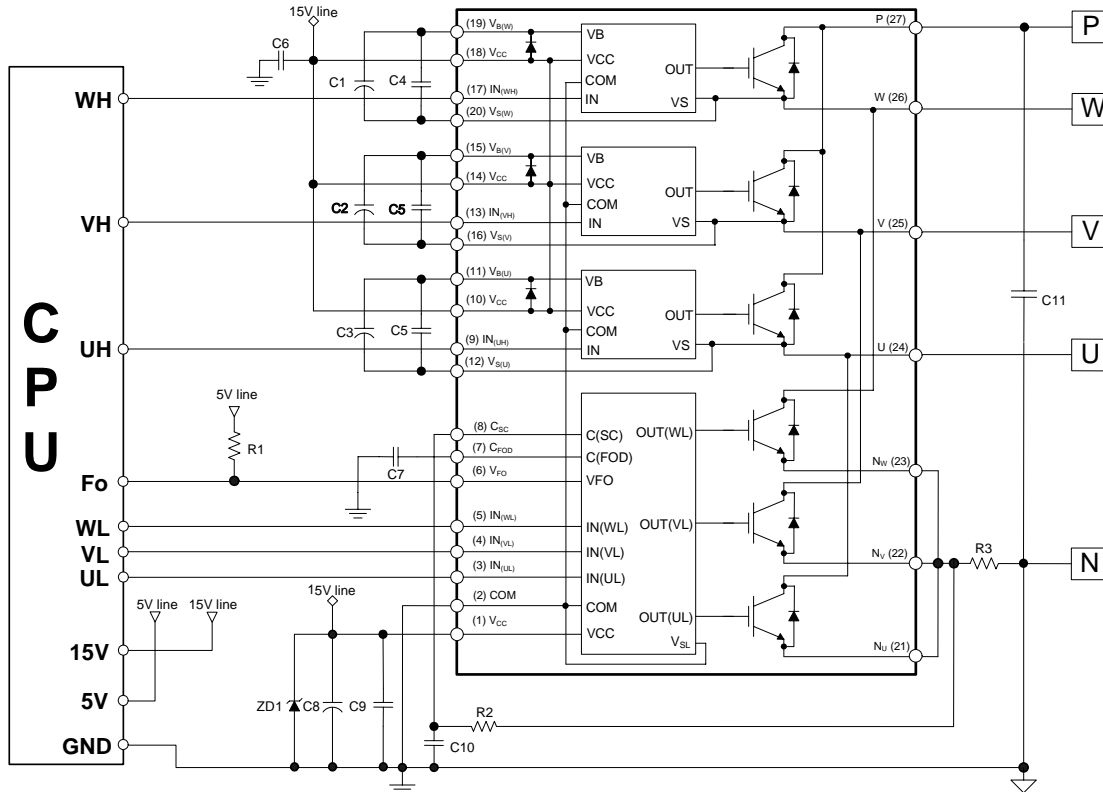 15V line
C6
CPU
WH
VH
UH
Fo
WL
VL
UL
15V
5V
GND
C1
C4
C2
C5
C3
C5
5V line
R1
C7
5V line
15V line
15V line
ZD1
C8
C9
C10
R2
(19) VB(W)
(18) VCC
(17) IN(WH)
(20) VS(W)
(15) VB(V)
(14) VCC
(13) IN(VH)
(16) VS(V)
(11) VB(U)
(10) VCC
(9) IN(UH)
(12) VS(U)
(8) CSC
(7) CFOD
(6) VFO
(5) IN(WL)
(4) IN(VL)
(3) IN(UL)
(2) COM
(1) VCC
VB
VCC
COM
IN
OUT
VS
VB
VCC
COM
IN
OUT
VS
VB
VCC
COM
IN
OUT
VS
C(SC)
C(FOD)
VFO
IN(WL)
IN(VL)
IN(UL)
COM
VCC
OUT(WL)
OUT(VL)
OUT(UL)
VSL
P (27)
W (26)
V (25)
U (24)
NW (23)
NV (22)
NU (21)
R3
C11
P
W
V
U
N